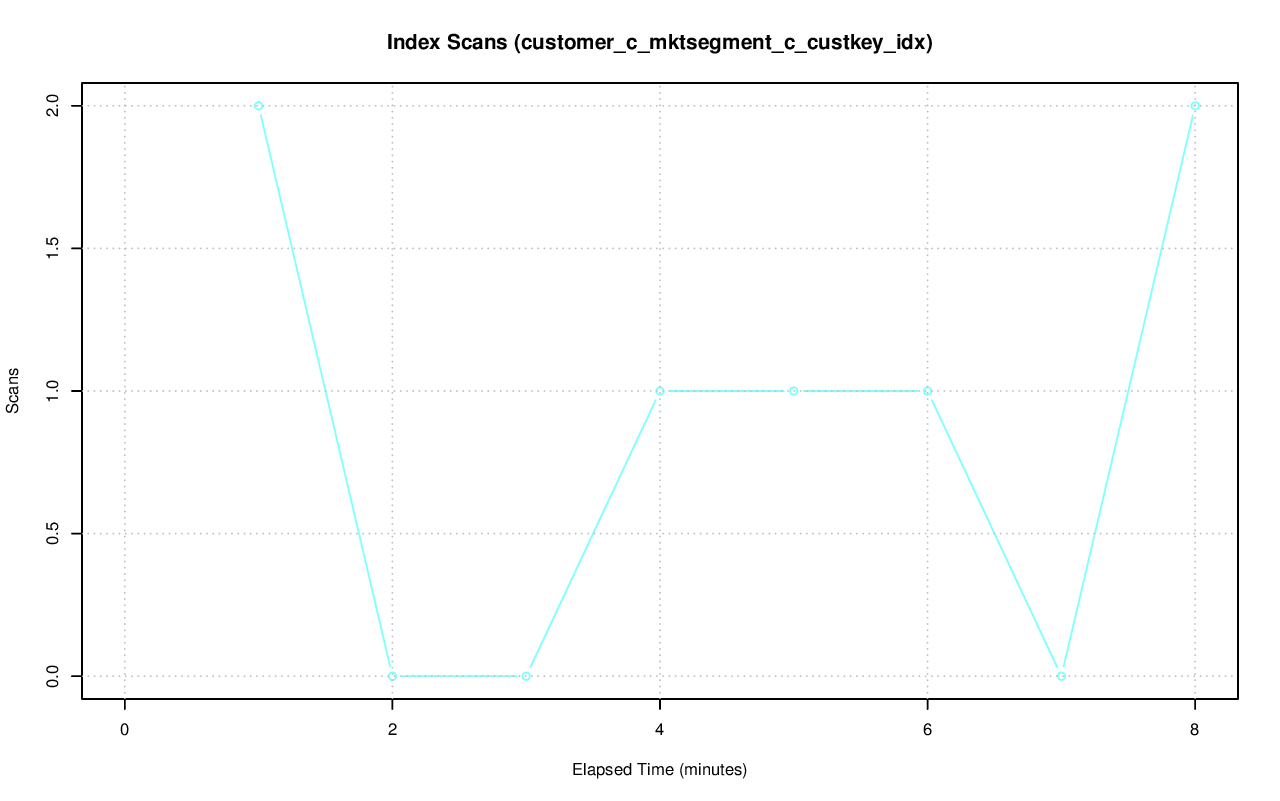 Index Scans (customer_c_mktsegment_c_custkey_idx)
2.0
1.5
1.0
0.5
0.0
Scans
0 2 4 6 8
Elapsed Time (minutes)